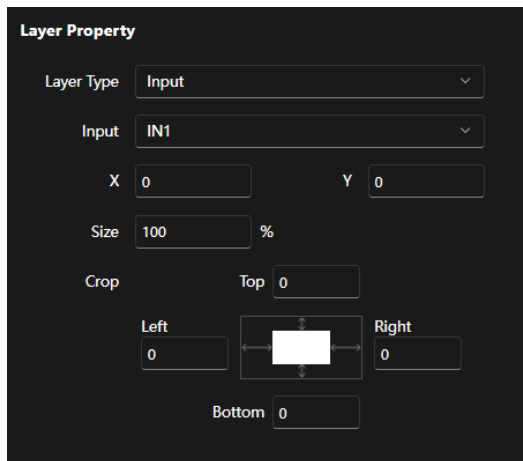 Layer Property
Layer Type Input
Input IN1
X 0 Y 0
Size 100 %
Crop Top 0
Left Right
0 0
Bottom 0